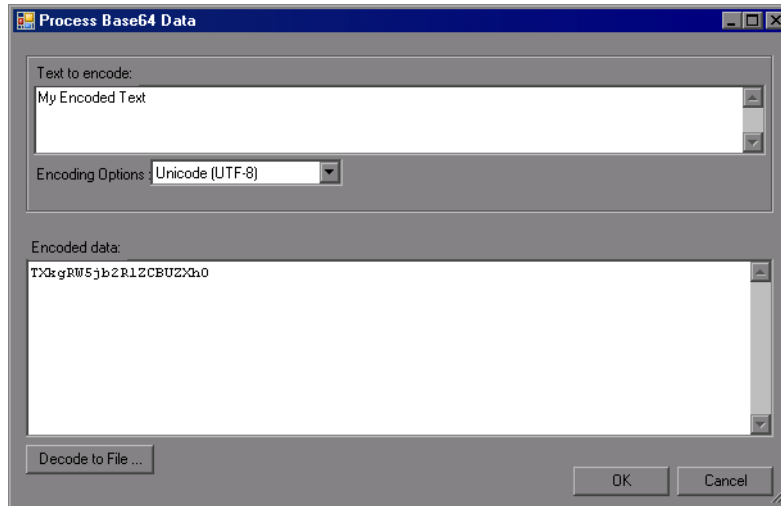 Process Base64 Data
Text to encode:
My Encoded Text
Encoding Options : Unicode (UTF-8)
Encoded data:
TXkgRW5jb2RlZCBUZXh0
Decode to File ...
OK Cancel